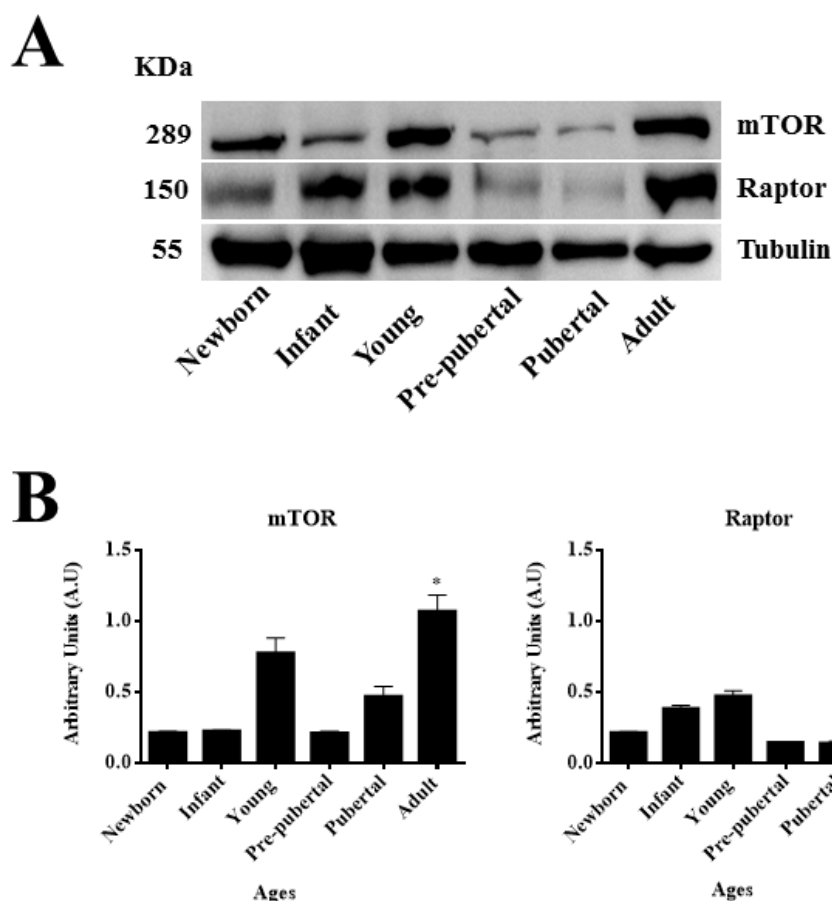 A
KDa
289
mTOR
150
Raptor
55
Tubulin
Newborn
Infant
Young
Pre-pubertal
Pubertal
Adult
B
mTOR
Arbitrary Units (A.U)
1.5
1.0
0.5
0.0
*
Newborn
Infant
Young
Pre-pubertal
Pubertal
Adult
Ages
Raptor
Arbitrary Units (A.U)
1.5
1.0
0.5
0.0
Newborn
Infant
Young
Pre-pubertal
Pubertal
Ages